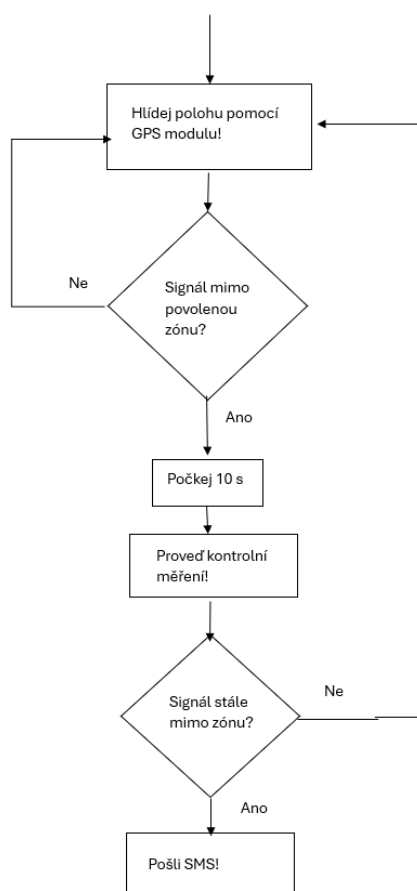 Hlídej polohu pomocí
GPS modulu!
Ne
Signál mimo
povolenou
zónu?
Ano
Počkej 10 s
Proveď kontrolní
měření!
Signál stále
mimo zónu?
Ne
Ano
Pošli SMS!